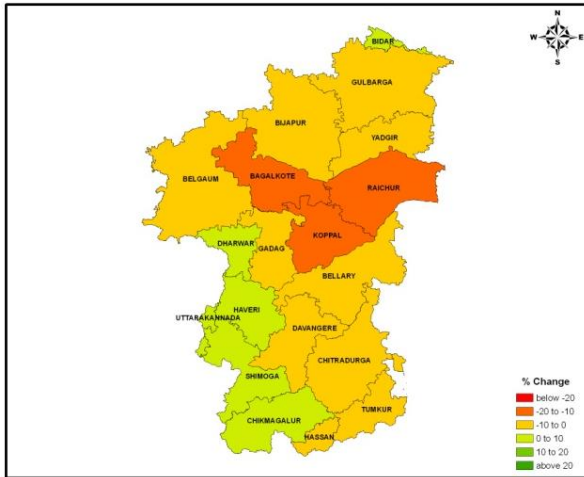 N
W E
S
BIDAR
GULBARGA
BIJAPUR
YADGIR
BAGALKOTE
RAICHUR
BELGAUM
KOPPAL
DHARWAR
GADAG
BELLARY
HAVERI
UTTARAKANNADA
DAVANGERE
CHITRADURGA
SHIMOGA
TUMKUR
CHIKMAGALUR
HASSAN
% Change
below -20
-20 to -10
-10 to 0
0 to 10
10 to 20
above 20